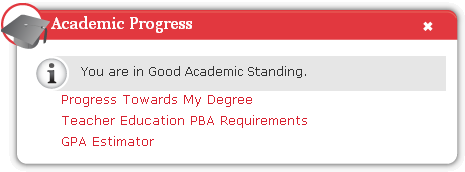 Academic Progress
You are in Good Academic Standing.
Progress Towards My Degree
Teacher Education PBA Requirements
GPA Estimator